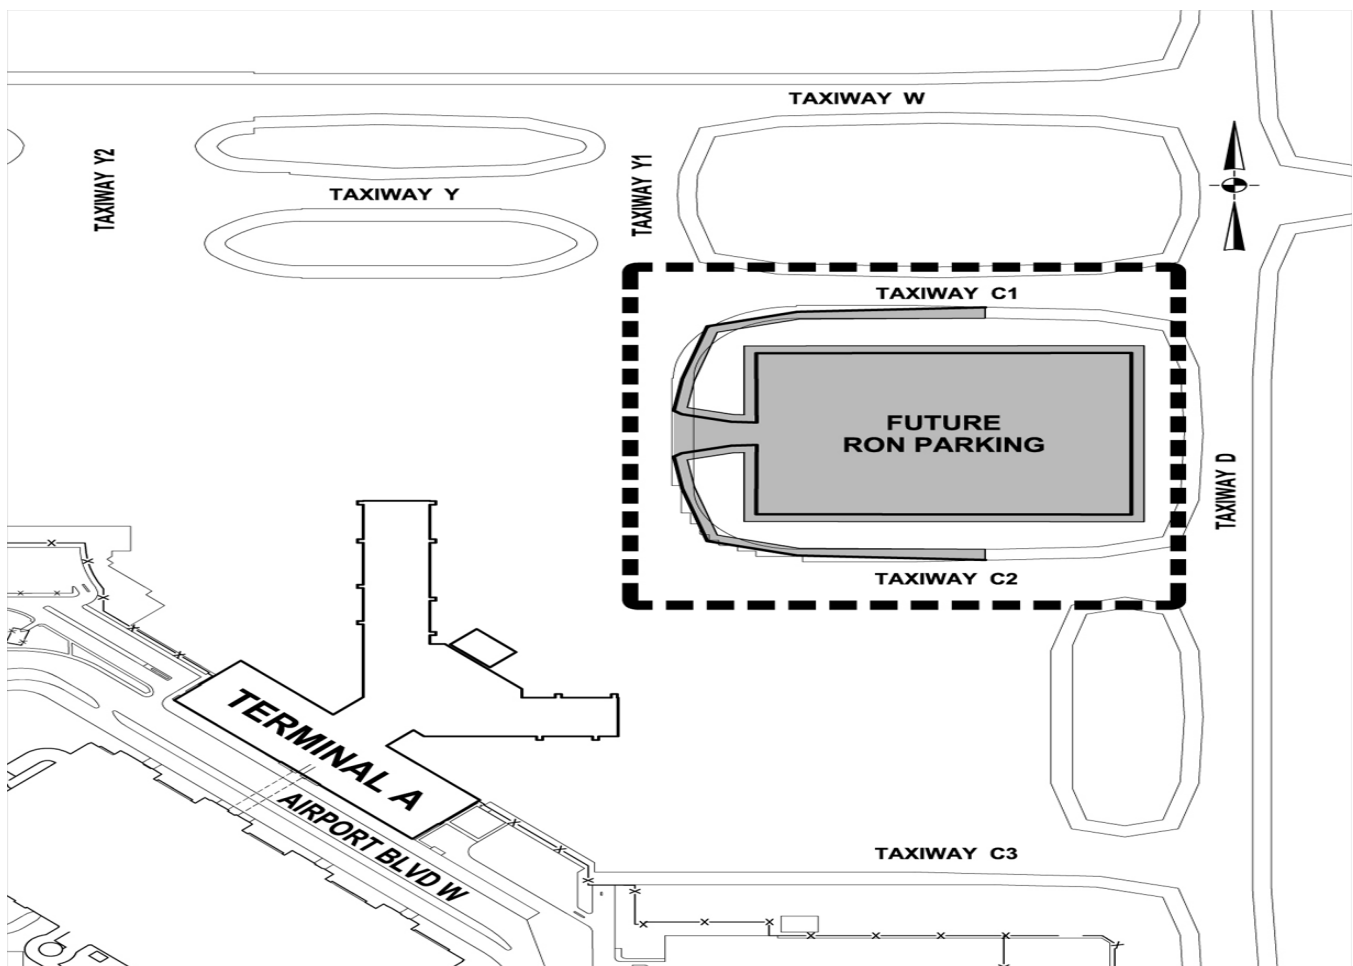 TAXIWAY W
TAXIWAY Y2
TAXIWAY Y
TAXIWAY Y1
TAXIWAY C1
FUTURE
RON PARKING
TAXIWAY D
TAXIWAY C2
TERMINAL A
AIRPORT BLVD W
TAXIWAY C3